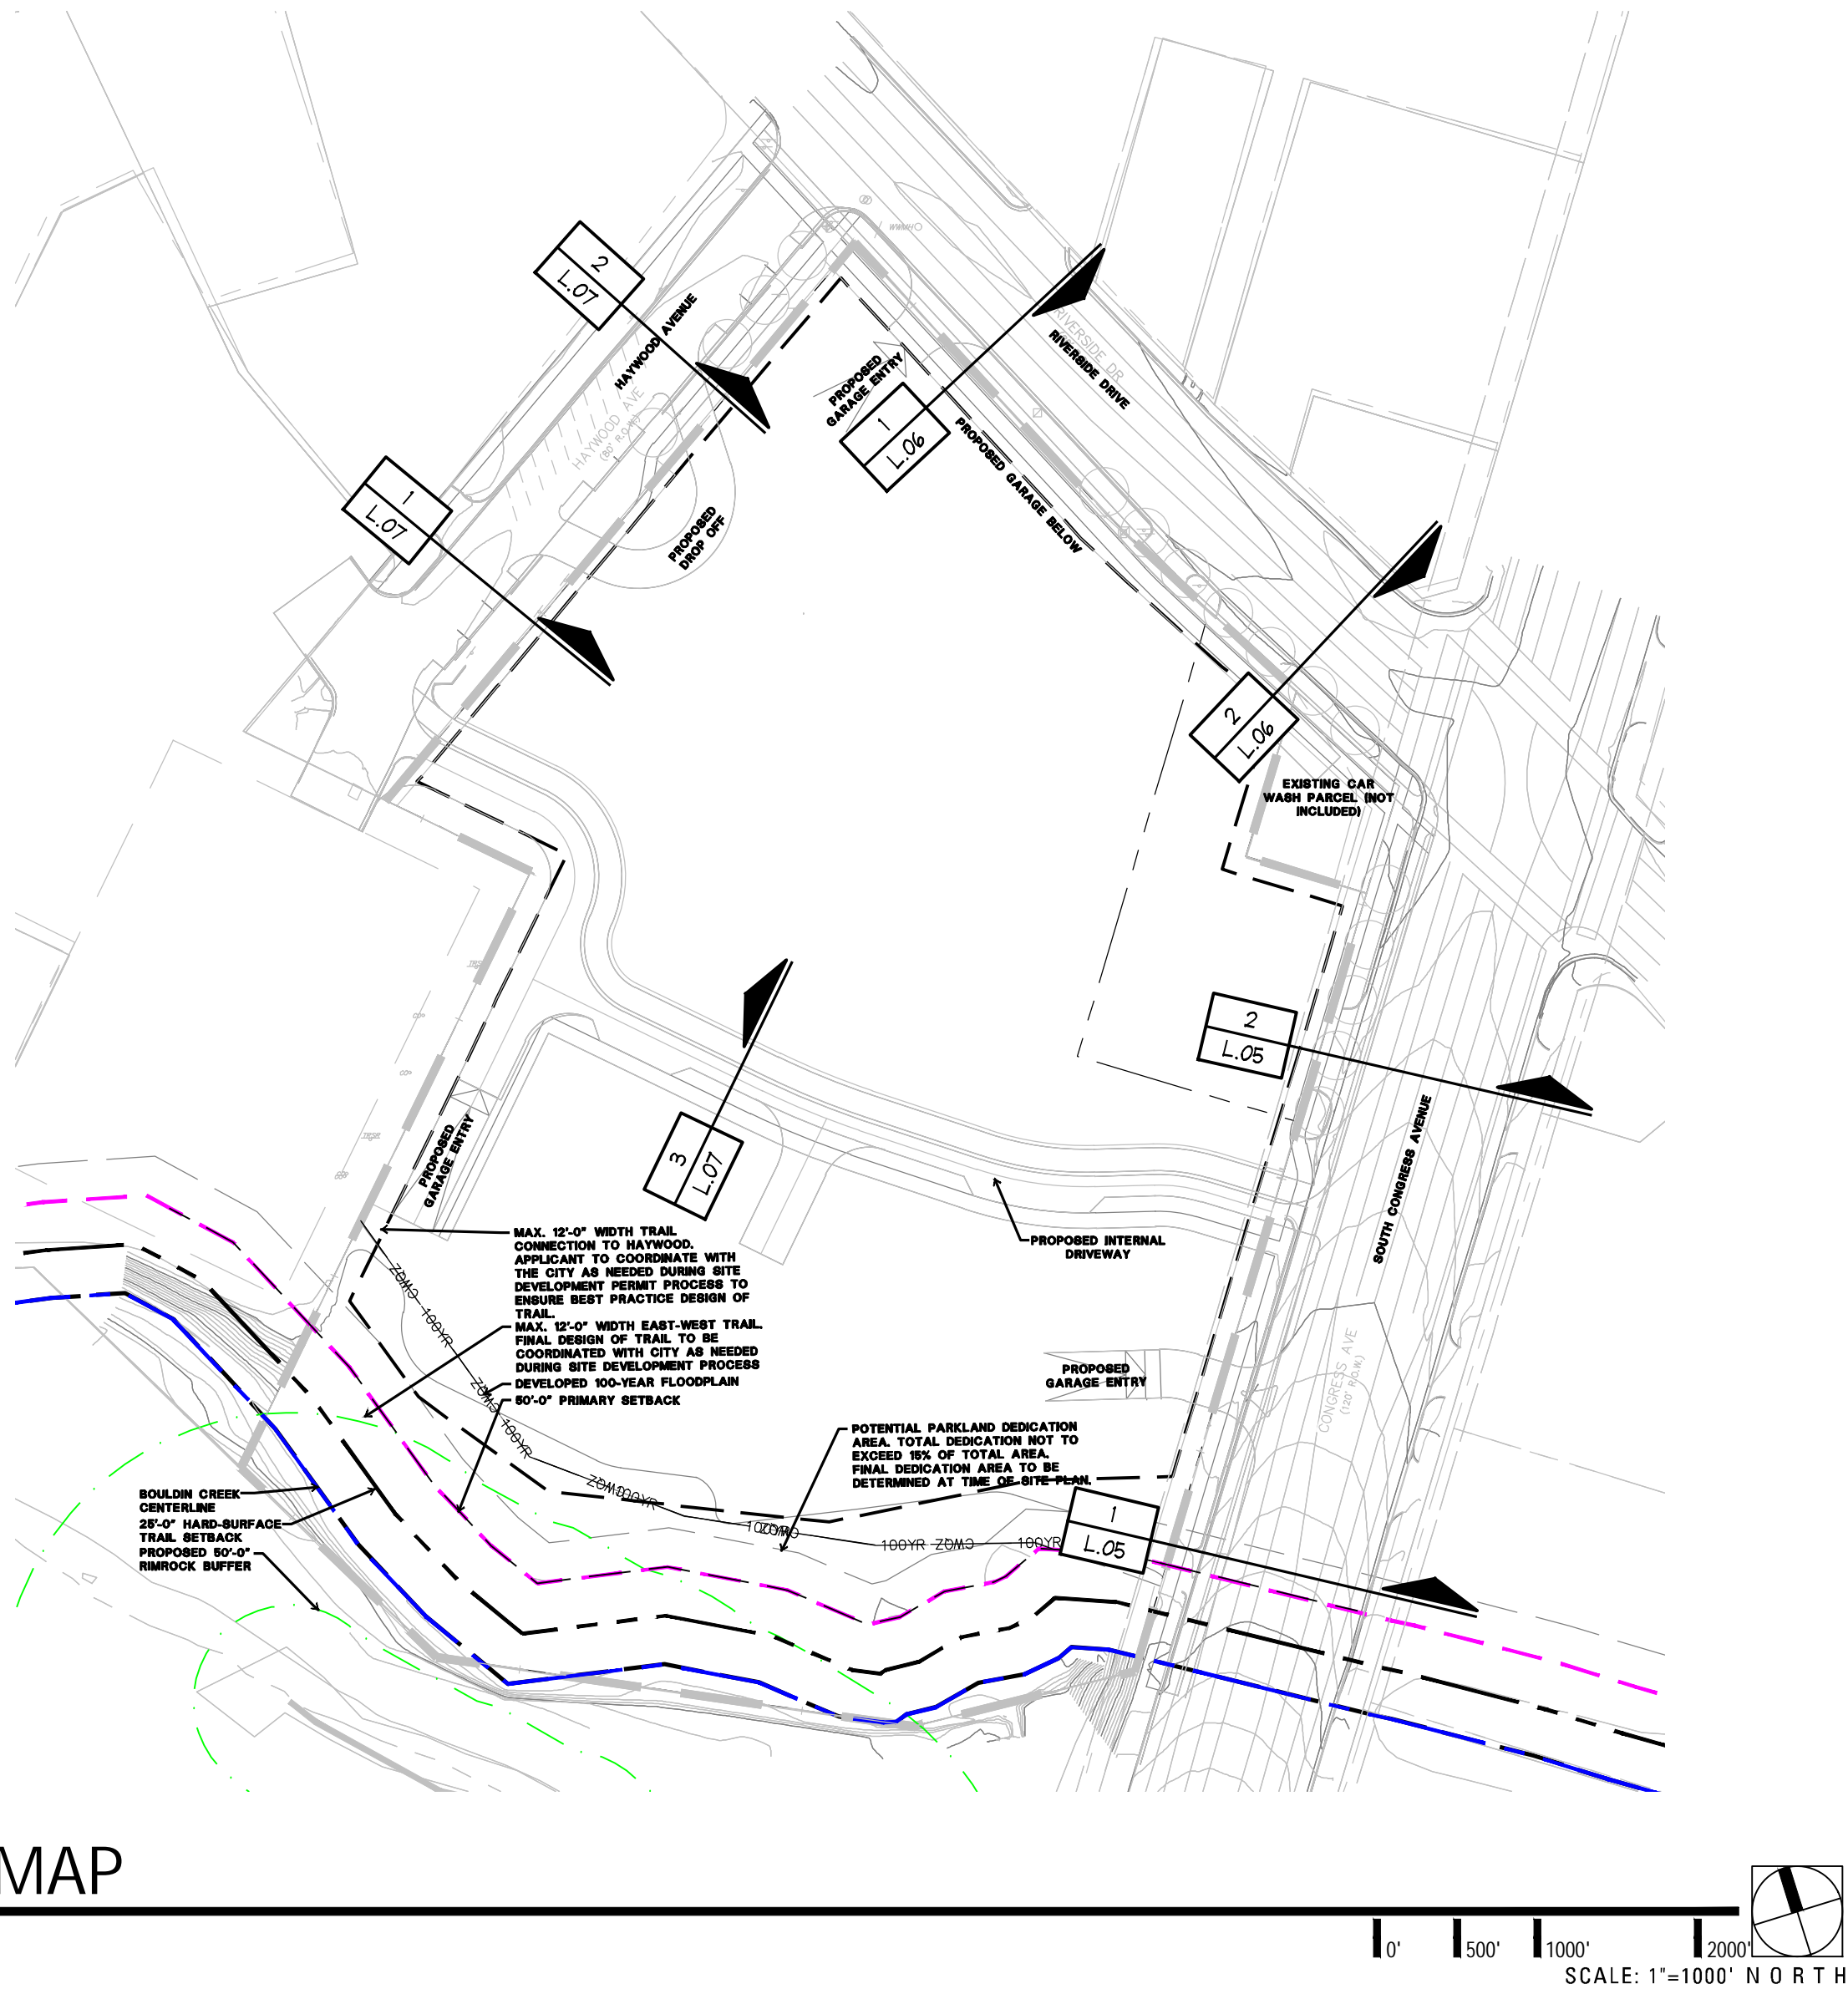 2
L.07
HAYWOOD AVENUE
HAYWOOD AVE
(80' R.O.W.)
1
L.07
PROPOSED
DROP OFF
PROPOSED
GARAGE ENTRY
1
L.06
RIVERSIDE DR
RIVERSIDE DRIVE
PROPOSED GARAGE BELOW
2
L.06
EXISTING CAR
WASH PARCEL (NOT
INCLUDED)
2
L.05
SOUTH CONGRESS AVENUE
3
L.07
PROPOSED
GARAGE ENTRY
PROPOSED INTERNAL
DRIVEWAY
MAX. 12'-0" WIDTH TRAIL
CONNECTION TO HAYWOOD.
APPLICANT TO COORDINATE WITH
THE CITY AS NEEDED DURING SITE
DEVELOPMENT PERMIT PROCESS TO
ENSURE BEST PRACTICE DESIGN OF
TRAIL.
MAX. 12'-0" WIDTH EAST-WEST TRAIL.
FINAL DESIGN OF TRAIL TO BE
COORDINATED WITH CITY AS NEEDED
DURING SITE DEVELOPMENT PROCESS
DEVELOPED 100-YEAR FLOODPLAIN
50'-0" PRIMARY SETBACK
PROPOSED
GARAGE ENTRY
CONGRESS AVE
(120' R.O.W.)
POTENTIAL PARKLAND DEDICATION
AREA. TOTAL DEDICATION NOT TO
EXCEED 15% OF TOTAL AREA.
FINAL DEDICATION AREA TO BE
DETERMINED AT TIME OF SITE PLAN.
100YR
100YR
100YR
100YR
100YR
100YR
1
L.05
BOULDIN CREEK
CENTERLINE
25'-0" HARD-SURFACE
TRAIL SETBACK
PROPOSED 50'-0"
RIMROCK BUFFER
MAP
0'
500'
1000'
2000'
SCALE: 1"=1000' NORTH